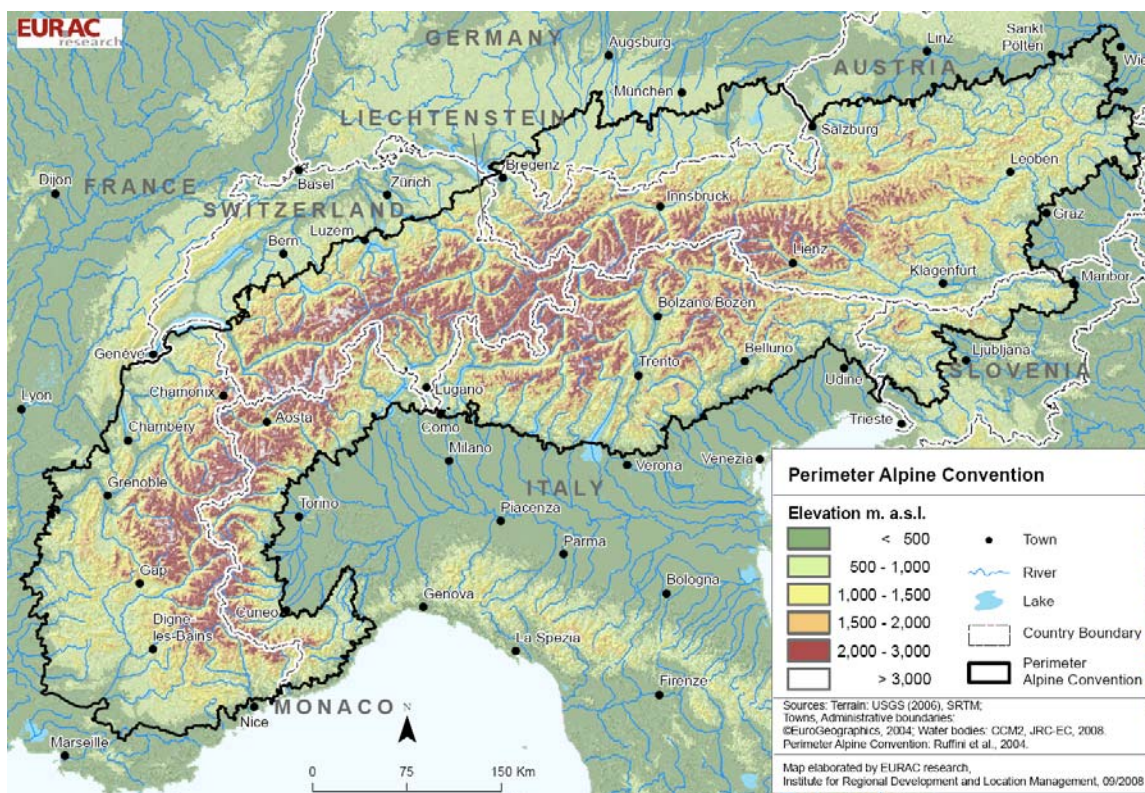 EURAC
research
GERMANY
Augsburg
Linz
Sankt
Pölten
Wie
AUSTRIA
München
LIECHTENSTEIN
Salzburg
Bregenz
Leoben
Dijon
FRANCE
Basel
Zürich
Innsbruck
SWITZERLAND
Luzern
Graz
Bern
Lienz
Klagenfurt
Maribor
Bolzano/Bozen
Genève
Trento
Belluno
Ljubljana
SLOVENIA
Chamonix
Lugano
Udine
Lyon
Aosta
Trieste
Como
Chambéry
Milano
Verona
Venezia
Grenoble
ITALY
Torino
Piacenza
Parma
Gap
Bologna
Cuneo
Genova
Digne
les-Bains
La Spezia
Firenze
MONACO
N
Nice
Marseille
0 75 150 Km
Perimeter Alpine Convention
Elevation m. a.s.l.
< 500
500 - 1,000
1,000 - 1,500
1,500 - 2,000
2,000 - 3,000
> 3,000
Town
River
Lake
Country Boundary
Perimeter
Alpine Convention
Sources: Terrain: USGS (2006), SRTM;
Towns, Administrative boundaries:
©EuroGeographics, 2004; Water bodies: CCM2, JRC-EC, 2008.
Perimeter Alpine Convention: Ruffini et al., 2004.
Map elaborated by EURAC research,
Institute for Regional Development and Location Management, 09/2008